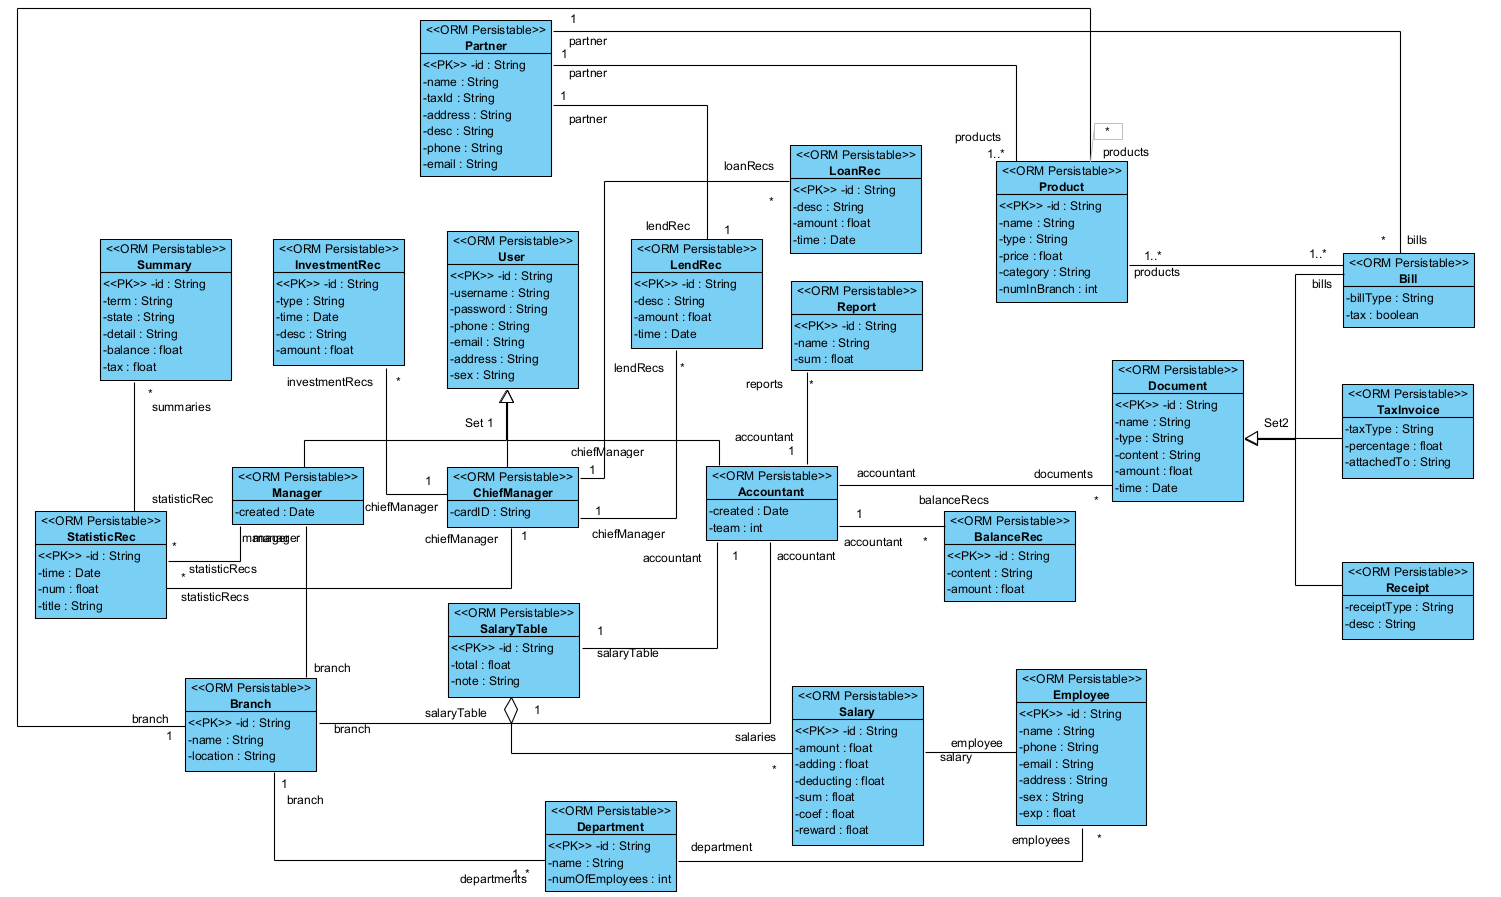 <<ORM Persistable>>
Partner
<<PK>> -id : String
-name : String
-taxId : String
-address : String
-desc : String
-phone : String
-email : String
1
partner
1
partner
1
partner
products
1..*
*
products
<<ORM Persistable>>
LoanRec
<<PK>> -id : String
-desc : String
-amount : float
-time : Date
loanRecs
*
<<ORM Persistable>>
Product
<<PK>> -id : String
-name : String
-type : String
-price : float
-category : String
-numInBranch : int
1..*
products
1..*
bills
*
bills
<<ORM Persistable>>
Bill
-billType : String
-tax : boolean
<<ORM Persistable>>
Summary
<<PK>> -id : String
-term : String
-state : String
-detail : String
-balance : float
-tax : float
*
summaries
<<ORM Persistable>>
InvestmentRec
<<PK>> -id : String
-type : String
-time : Date
-desc : String
-amount : float
investmentRecs
*
<<ORM Persistable>>
User
<<PK>> -id : String
-username : String
-password : String
-phone : String
-email : String
-address : String
-sex : String
Set 1
lendRec
1
<<ORM Persistable>>
LendRec
<<PK>> -id : String
-desc : String
-amount : float
-time : Date
lendRecs
*
<<ORM Persistable>>
Report
<<PK>> -id : String
-name : String
-sum : float
reports
*
<<ORM Persistable>>
Document
<<PK>> -id : String
-name : String
-type : String
-content : String
-amount : float
-time : Date
Set2
<<ORM Persistable>>
TaxInvoice
-taxType : String
-percentage : float
-attachedTo : String
<<ORM Persistable>>
Receipt
-receiptType : String
-desc : String
<<ORM Persistable>>
Manager
-created : Date
manager
manager
<<ORM Persistable>>
ChiefManager
-cardID : String
1
chiefManager
chiefManager
1
1
chiefManager
chiefManager
1
<<ORM Persistable>>
Accountant
-created : Date
-team : int
accountant
1
accountant
documents
*
1
accountant
balanceRecs
*
accountant
1
accountant
<<ORM Persistable>>
BalanceRec
<<PK>> -id : String
-content : String
-amount : float
statisticRec
<<ORM Persistable>>
StatisticRec
<<PK>> -id : String
-time : Date
-num : float
-title : String
*
statisticRecs
*
statisticRecs
<<ORM Persistable>>
SalaryTable
<<PK>> -id : String
-total : float
-note : String
1
salaryTable
salaryTable
1
branch
<<ORM Persistable>>
Branch
<<PK>> -id : String
-name : String
-location : String
branch
1
branch
1
branch
salaries
*
<<ORM Persistable>>
Salary
<<PK>> -id : String
-amount : float
-adding : float
-deducting : float
-sum : float
-coef : float
-reward : float
employee
salary
<<ORM Persistable>>
Employee
<<PK>> -id : String
-name : String
-phone : String
-email : String
-address : String
-sex : String
-exp : float
employees
*
<<ORM Persistable>>
Department
<<PK>> -id : String
-name : String
-numOfEmployees : int
department
departments
1..*